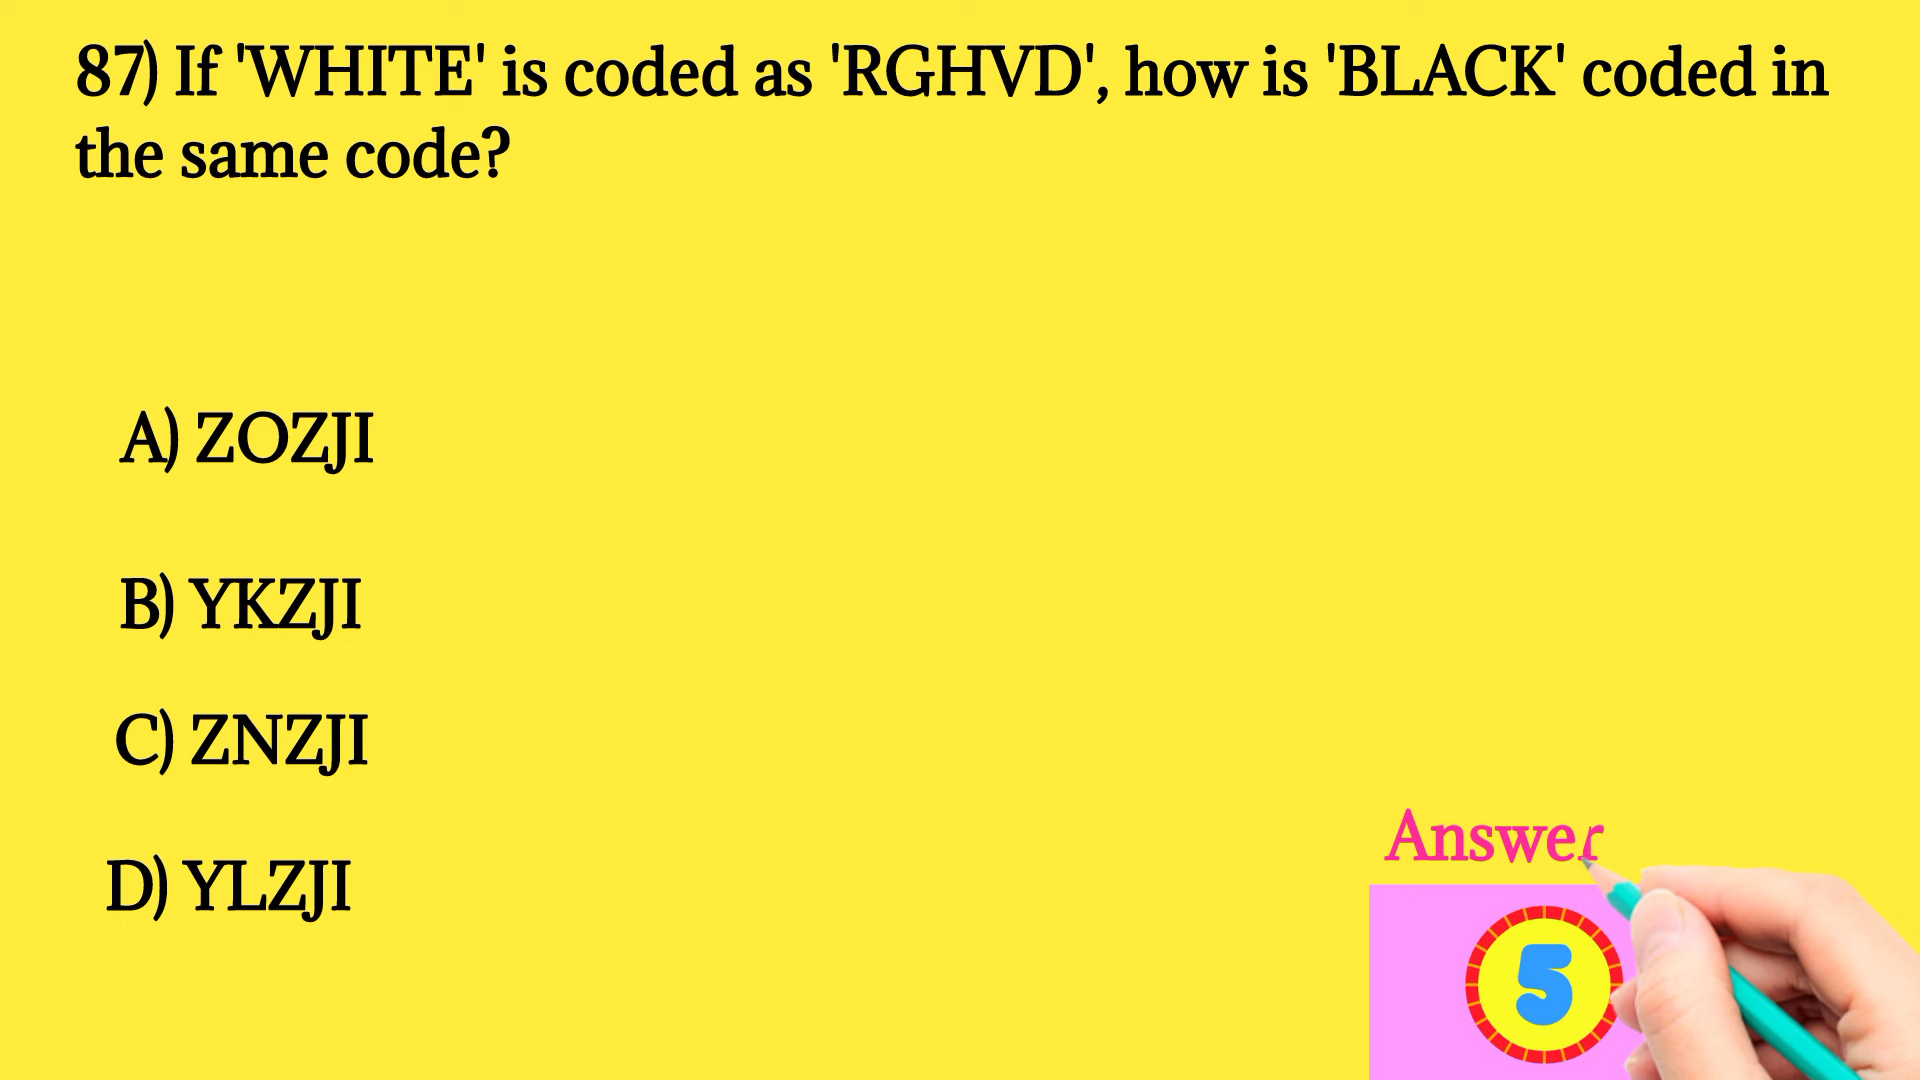 87) If 'WHITE' is coded as 'RGHVD', how is 'BLACK' coded in
the same code?
A) ZOZJI
B) YKZJI
C) ZNZJI
D) YLZJI
Answer
5